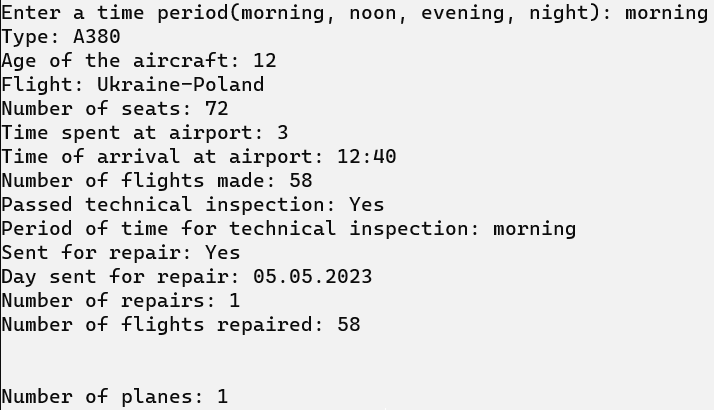 Enter a time period(morning, noon, evening, night): morning
Type: A380
Age of the aircraft: 12
Flight: Ukraine-Poland
Number of seats: 72
Time spent at airport: 3
Time of arrival at airport: 12:40
Number of flights made: 58
Passed technical inspection: Yes
Period of time for technical inspection: morning
Sent for repair: Yes
Day sent for repair: 05.05.2023
Number of repairs: 1
Number of flights repaired: 58
Number of planes: 1